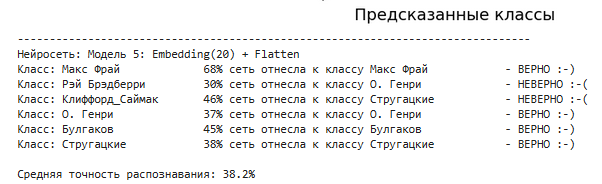 Предсказанные классы
--------------------------------------------------------------------------------
Нейросеть: Модель 5: Embedding(20) + Flatten
Класс: Макс Фрай 68% сеть отнесла к классу Макс Фрай - ВЕРНО :-)
Класс: Рэй Брэдберри 30% сеть отнесла к классу О. Генри - НЕВЕРНО :-(
Класс: Клиффорд_Саймак 46% сеть отнесла к классу Стругацкие - НЕВЕРНО :-(
Класс: О. Генри 37% сеть отнесла к классу О. Генри - ВЕРНО :-)
Класс: Булгаков 45% сеть отнесла к классу Булгаков - ВЕРНО :-)
Класс: Стругацкие 38% сеть отнесла к классу Стругацкие - ВЕРНО :-)
Средняя точность распознавания: 38.2%